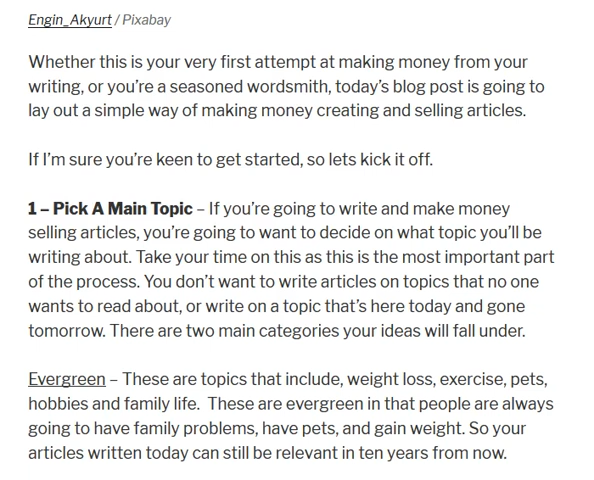 Engin_Akyurt / Pixabay
Whether this is your very first attempt at making money from your
writing, or you’re a seasoned wordsmith, today’s blog post is going to
lay out a simple way of making money creating and selling articles.
If I’m sure you’re keen to get started, so lets kick it off.
1 – Pick A Main Topic – If you’re going to write and make money
selling articles, you’re going to want to decide on what topic you’ll be
writing about. Take your time on this as this is the most important part
of the process. You don’t want to write articles on topics that no one
wants to read about, or write on a topic that’s here today and gone
tomorrow. There are two main categories your ideas will fall under.
Evergreen – These are topics that include, weight loss, exercise, pets,
hobbies and family life.  These are evergreen in that people are always
going to have family problems, have pets, and gain weight. So your
articles written today can still be relevant in ten years from now.